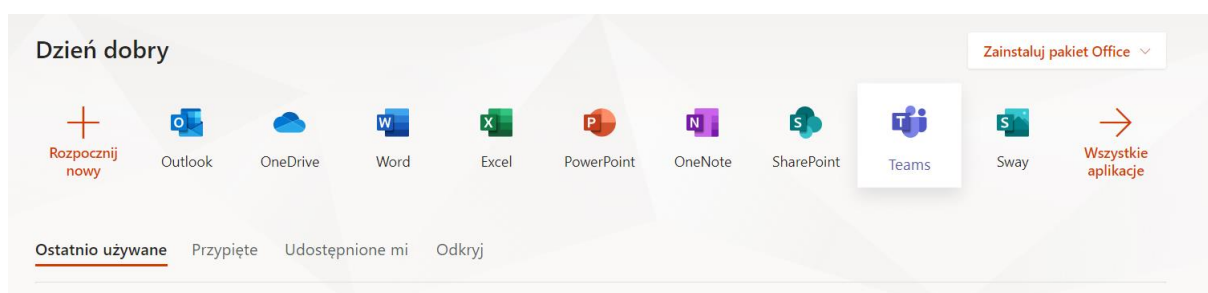 Dzień dobry
Zainstaluj pakiet Office
Rozpocznij
nowy
Outlook
OneDrive
Word
Excel
PowerPoint
OneNote
SharePoint
Teams
Sway
Wszystkie
aplikacje
Ostatnio używane Przypięte Udostępnione mi Odkryj